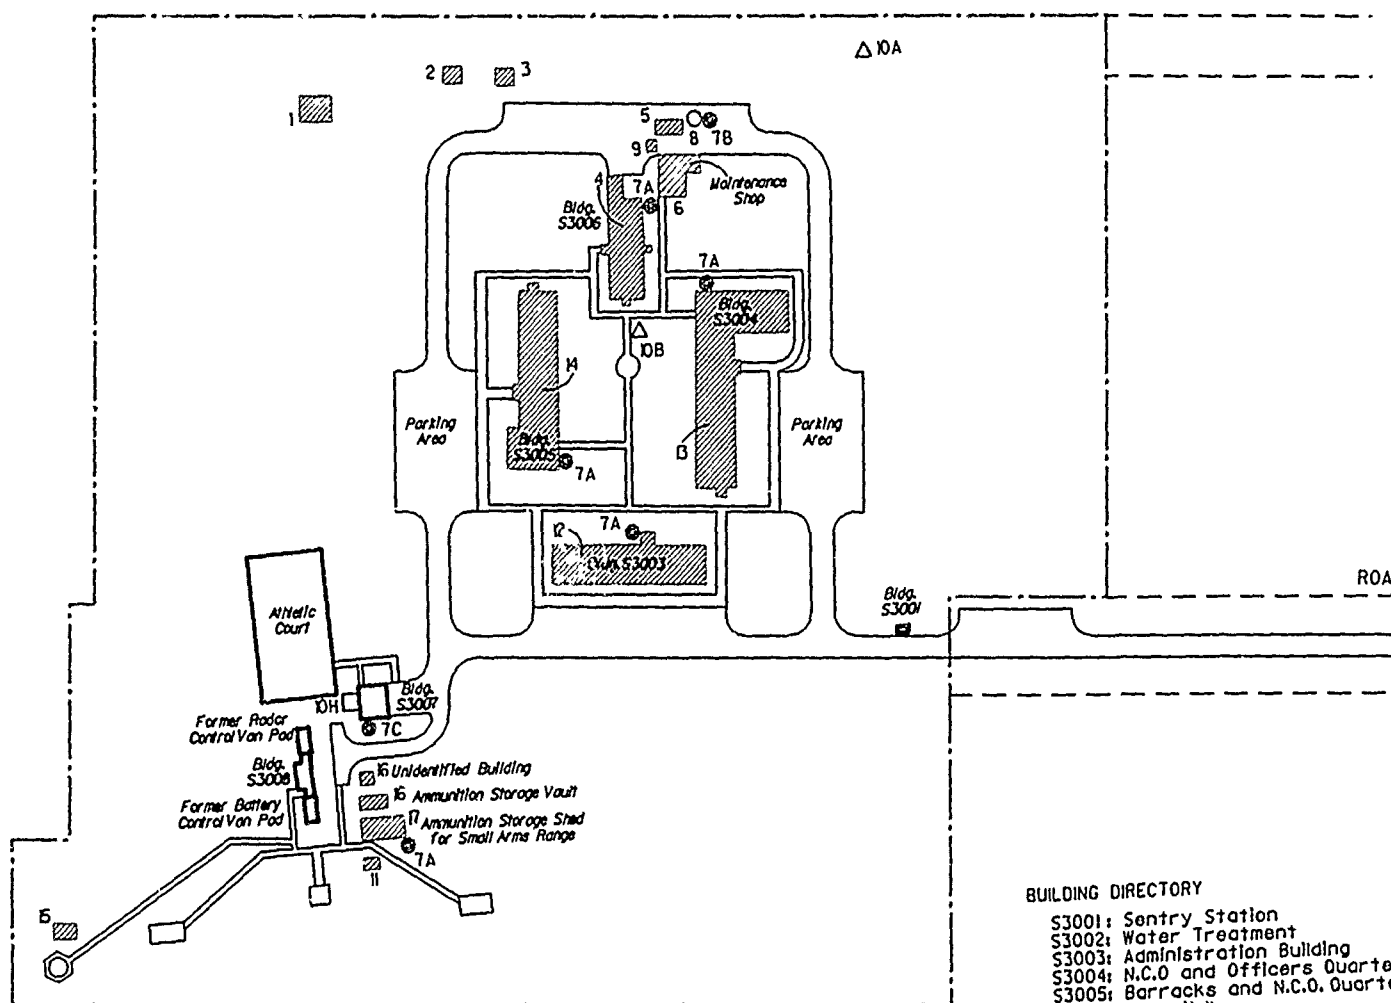 10A
2
3
1
5
8
7B
9
4
7A
Maintenance
Shop
6
Bldg.
S3006
7A
Bldg.
S3004
10B
14
Parking
Area
Parking
Area
13
Bldg.
S3005
7A
7A
12
S3003
ROA
Bldg.
S3001
Athletic
Court
10H
Bldg.
S3007
7C
Former Radar
Control Van Pad
Bldg.
S3008
16 Unidentified Building
16 Ammunition Storage Vault
Former Battery
Control Van Pad
17 Ammunition Storage Shed
for Small Arms Range
7A
11
15
BUILDING DIRECTORY
S3001: Sentry Station
S3002: Water Treatment
S3003: Administration Building
S3004: N.C.O and Officers Quarte
S3005: Barracks and N.C.O. Quarte